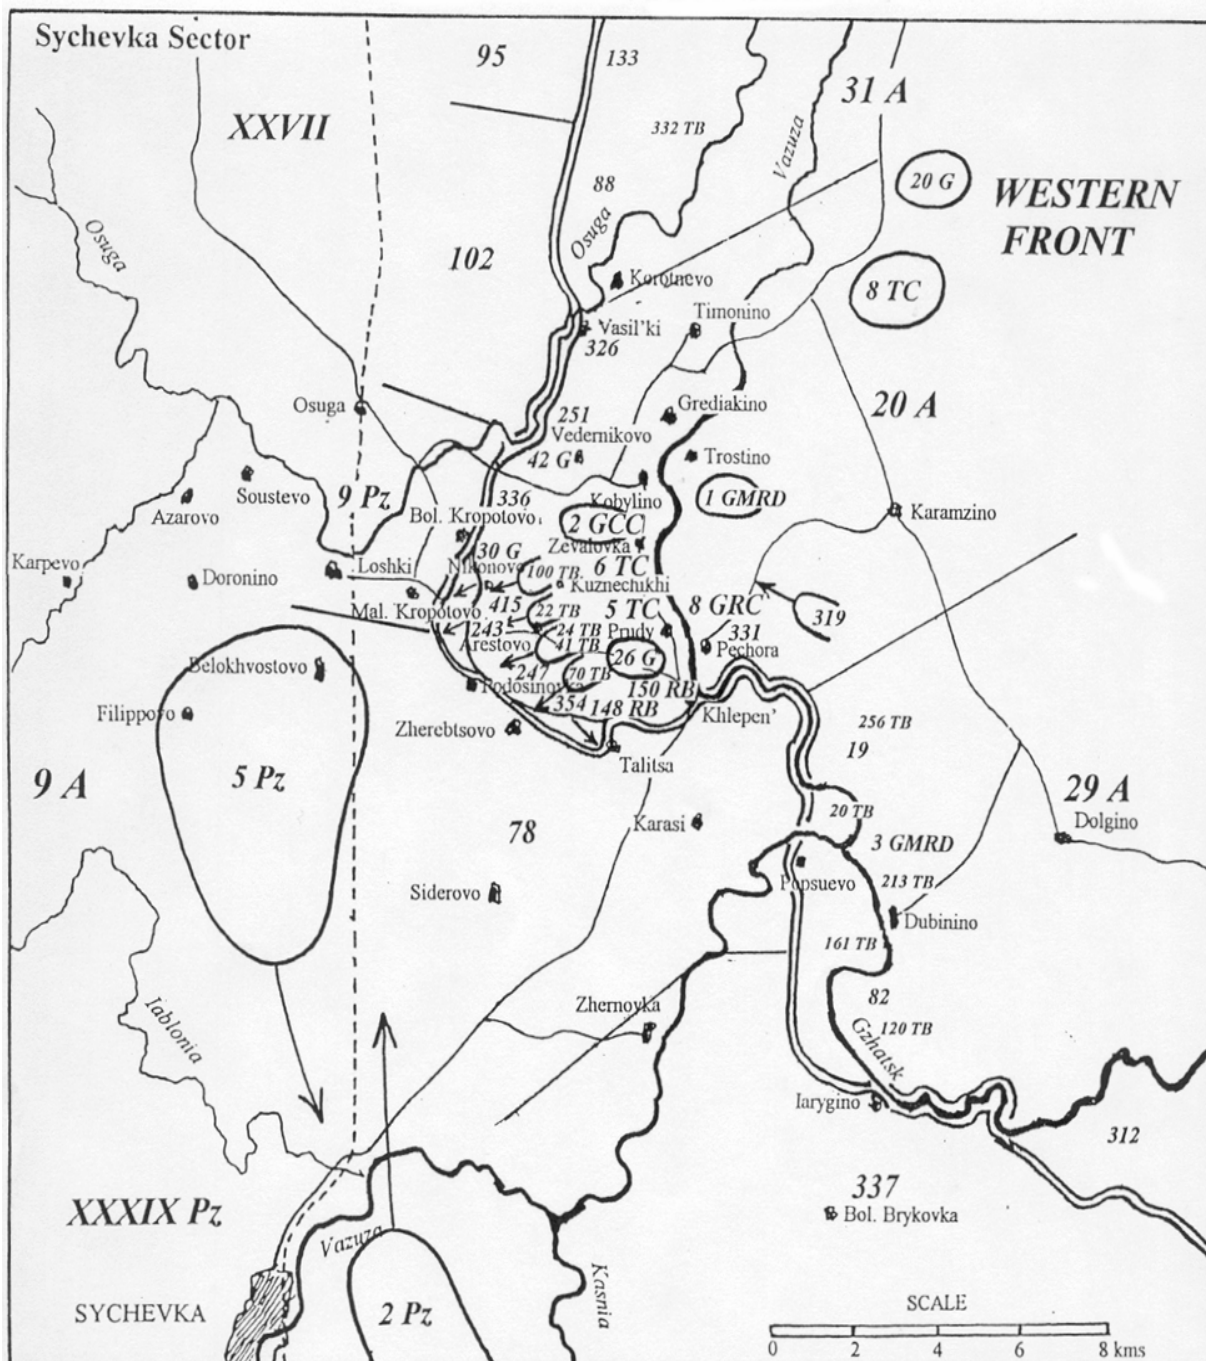 Sychevka Sector
95
133
31 A
XXVII
332 TB
Vazuza
20 G
WESTERN
FRONT
88
Osuga
Osuga
102
8 TC
Korotnevo
Timonino
Vasil'ki
326
Osuga
251
Grediakino
20 A
Vedernikovo
42 G
Trostino
Soustevo
9 Pz
336
Kobylino
1 GMRD
Azarovo
Bol. Kropotovo
2 GCC
Karamzino
Zevalovka
30 G
6 TC
Karpevo
Doronino
Loshki
Nikonovo
100 TB
Kuznechikhi
Mal. Kropotovo
415
22 TB
5 TC
8 GRC
319
243
24 TB
Prudy
331
Arestovo
41 TB
26 G
Pechora
Belokhvostovo
247
70 TB
Podosinovka
150 RB
Filippovo
354
148 RB
Khlepen'
Zherebtsovo
256 TB
19
Talitsa
9 A
5 Pz
29 A
20 TB
78
Karasi
Dolgino
3 GMRD
Popsuevo
213 TB
Siderovo
Dubinino
161 TB
82
Zhernovka
120 TB
Iablonia
Gzhatsk
Iarygino
312
337
XXXIX Pz
Bol. Brykovka
Vazuza
Kasnia
SYCHEVKA
2 Pz
SCALE
0 2 4 6 8 kms